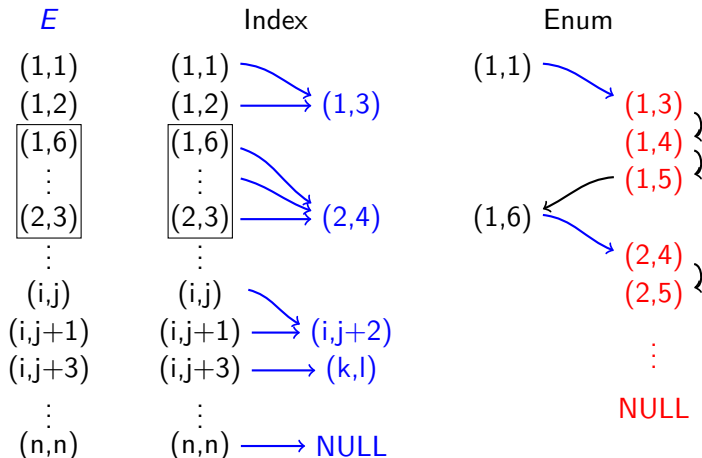 E Index Enum
(1,1) (1,1) (1,1)
(1,2) (1,2) (1,3) (1,3)
(1,6) (1,6) (1,4)
⋮ ⋮ (1,5)
(2,3) (2,3) (2,4) (1,6)
⋮ ⋮ (2,4)
(i,j) (i,j) (2,5)
(i,j+1) (i,j+1) (i,j+2)
(i,j+3) (i,j+3) (k,l) ⋮
⋮ ⋮ NULL
(n,n) (n,n) NULL